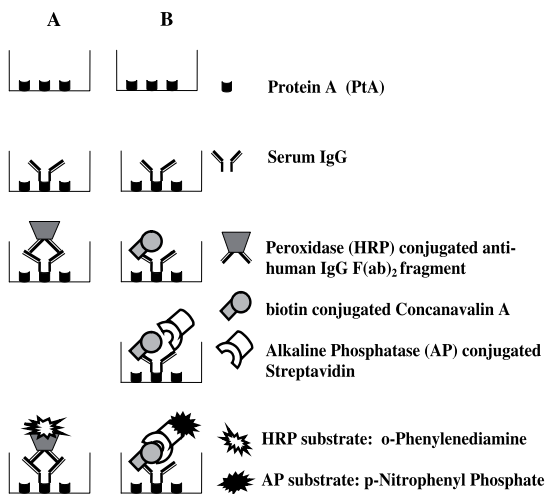 A B
Protein A (PtA)
Serum IgG
Peroxidase (HRP) conjugated anti-
human IgG F(ab)2 fragment
biotin conjugated Concanavalin A
Alkaline Phosphatase (AP) conjugated
Streptavidin
HRP substrate: o-Phenylenediamine
AP substrate: p-Nitrophenyl Phosphate